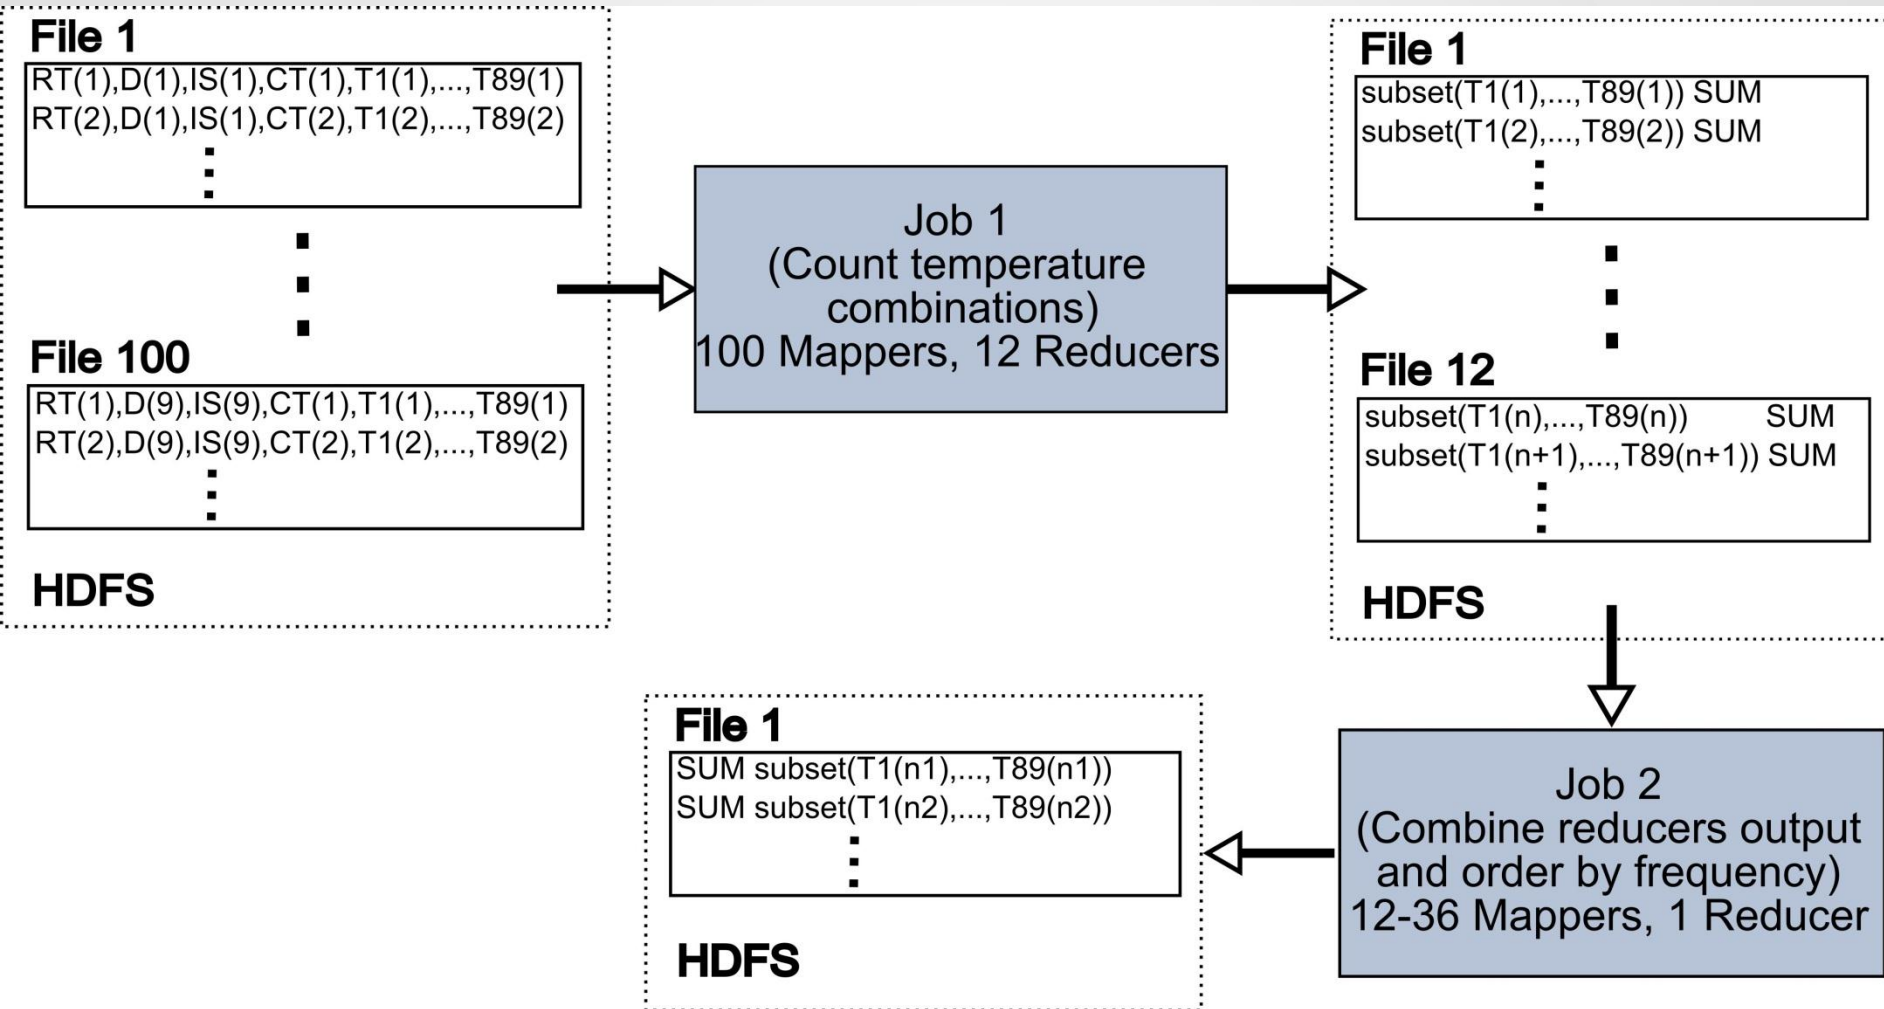 File 1
RT(1),D(1),IS(1),CT(1),T1(1),...,T89(1)
RT(2),D(1),IS(1),CT(2),T1(2),...,T89(2)
File 100
RT(1),D(9),IS(9),CT(1),T1(1),...,T89(1)
RT(2),D(9),IS(9),CT(2),T1(2),...,T89(2)
HDFS
Job 1
(Count temperature
combinations)
100 Mappers, 12 Reducers
File 1
subset(T1(1),...,T89(1)) SUM
subset(T1(2),...,T89(2)) SUM
File 12
subset(T1(n),...,T89(n)) SUM
subset(T1(n+1),...,T89(n+1)) SUM
HDFS
Job 2
(Combine reducers output
and order by frequency)
12-36 Mappers, 1 Reducer
File 1
SUM subset(T1(n1),...,T89(n1))
SUM subset(T1(n2),...,T89(n2))
HDFS